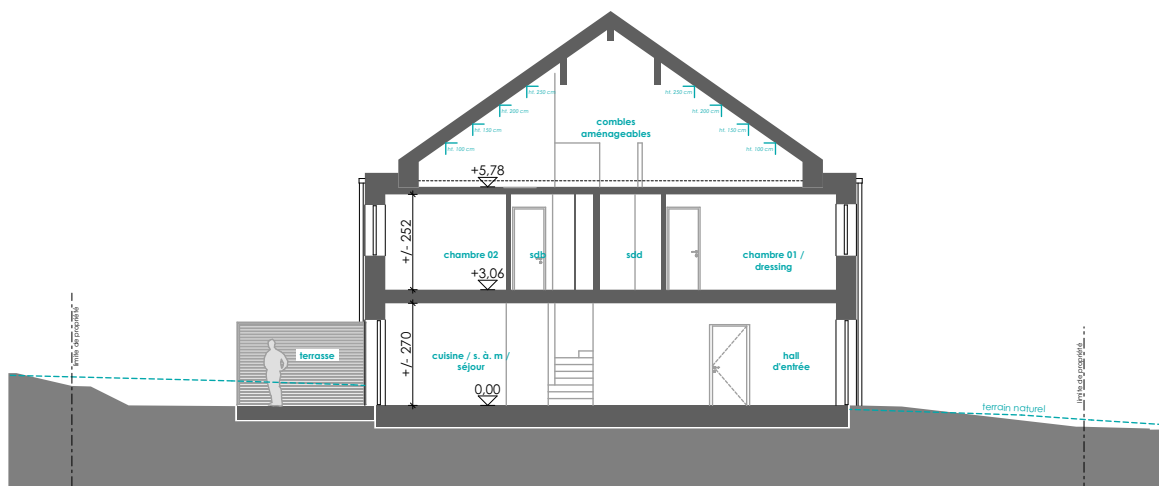 ht. 250 cm
ht. 250 cm
ht. 200 cm
ht. 200 cm
combles
aménageables
ht. 150 cm
ht. 150 cm
ht. 100 cm
ht. 100 cm
+5,78
+/- 252
chambre 02
sdb
sdd
chambre 01 /
dressing
+3,06
limite de propriété
terrasse
+/- 270
cuisine / s. à. m /
séjour
hall
d'entrée
0,00
limite de propriété
terrain naturel